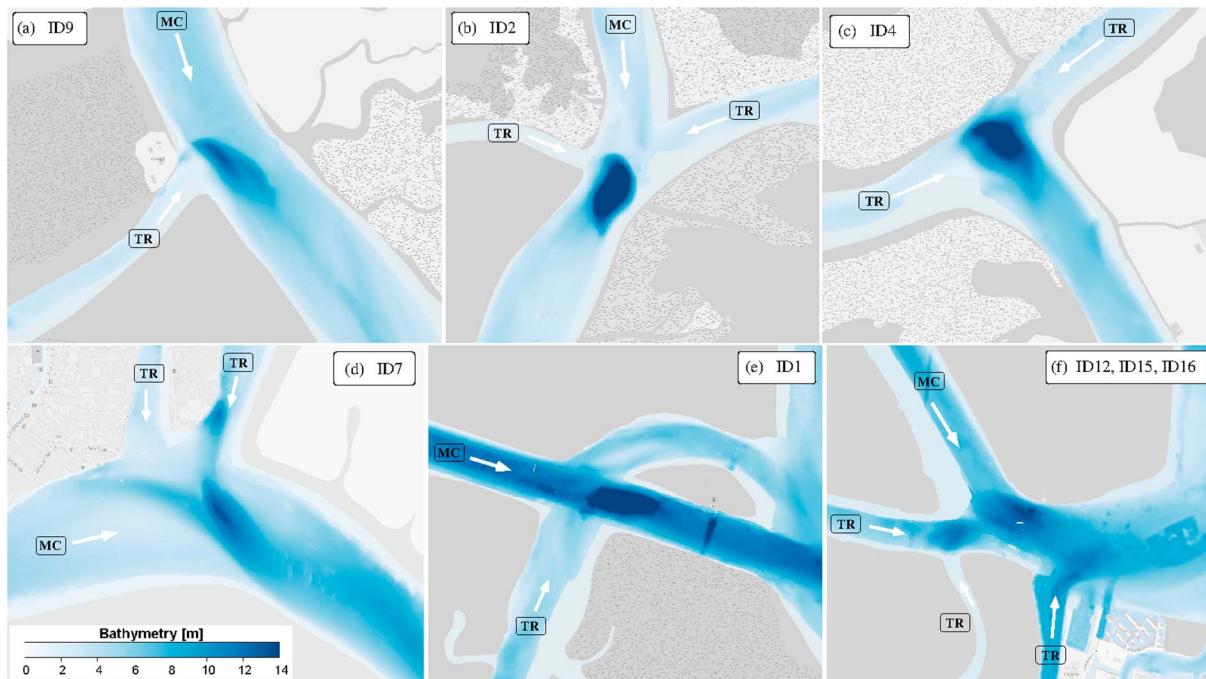 (a) ID9
MC
TR
(b) ID2
MC
TR
TR
(c) ID4
TR
TR
(d) ID7
TR
TR
MC
(e) ID1
MC
TR
(f) ID12, ID15, ID16
MC
TR
TR
TR
Bathymetry [m]
0 2 4 6 8 10 12 14